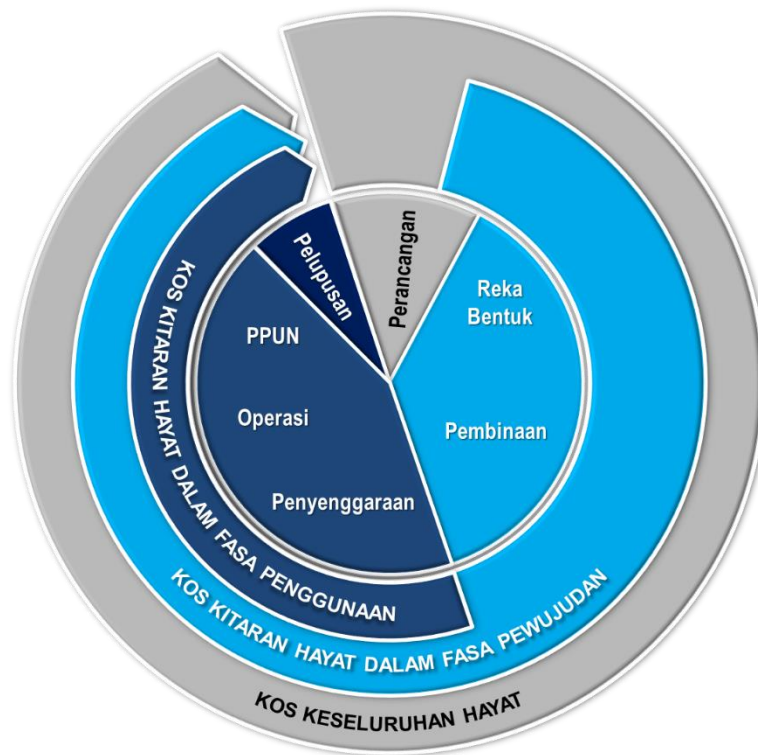 Perancangan
Reka
Bentuk
Pembinaan
Pelupusan
PPUN
Operasi
Penyenggaraan
KOS KITARAN HAYAT DALAM FASA PENGGUNAAN
KOS KITARAN HAYAT DALAM FASA PEWUJUDAN
KOS KESELURUHAN HAYAT